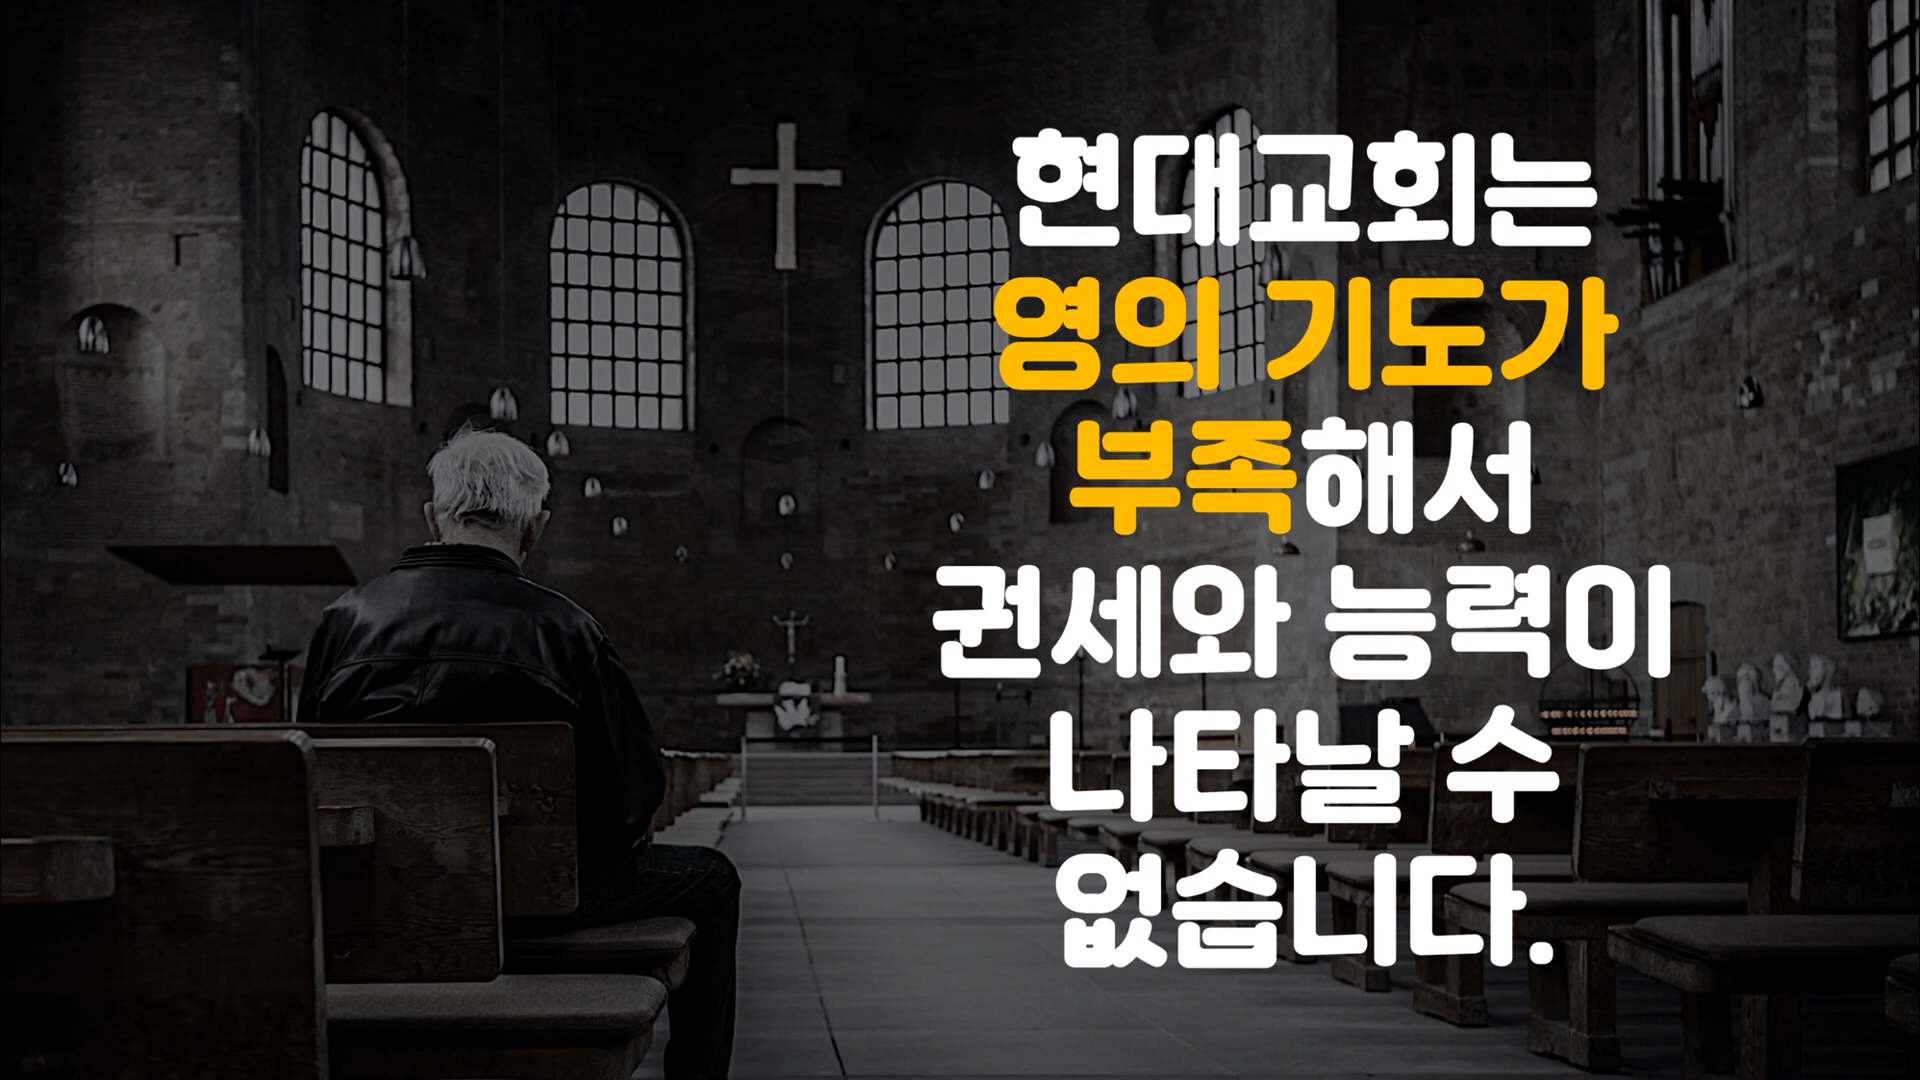 현대교회는
영의 기도가
부족해서
권세와 능력이
나타날 수
없습니다.